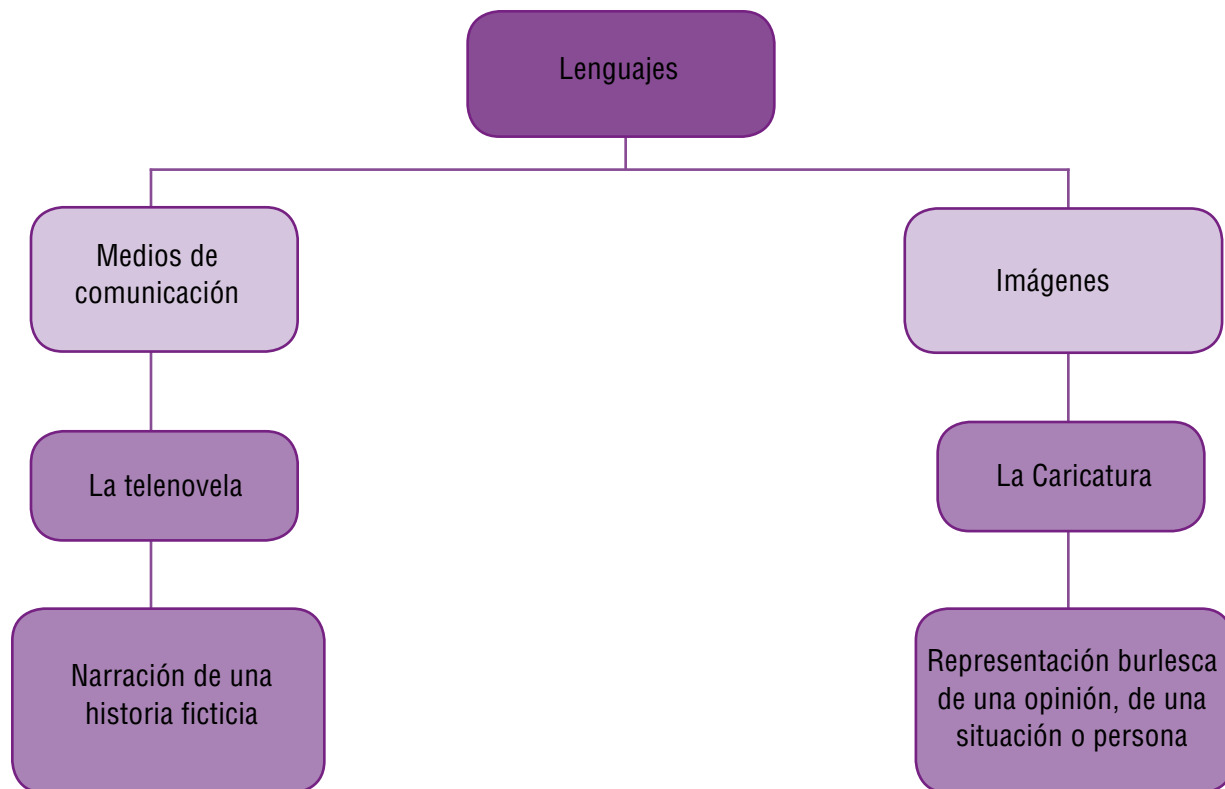 Lenguajes
Medios de
comunicación
Imágenes
La telenovela
La Caricatura
Narración de una
historia ficticia
Representación burlesca
de una opinión, de una
situación o persona